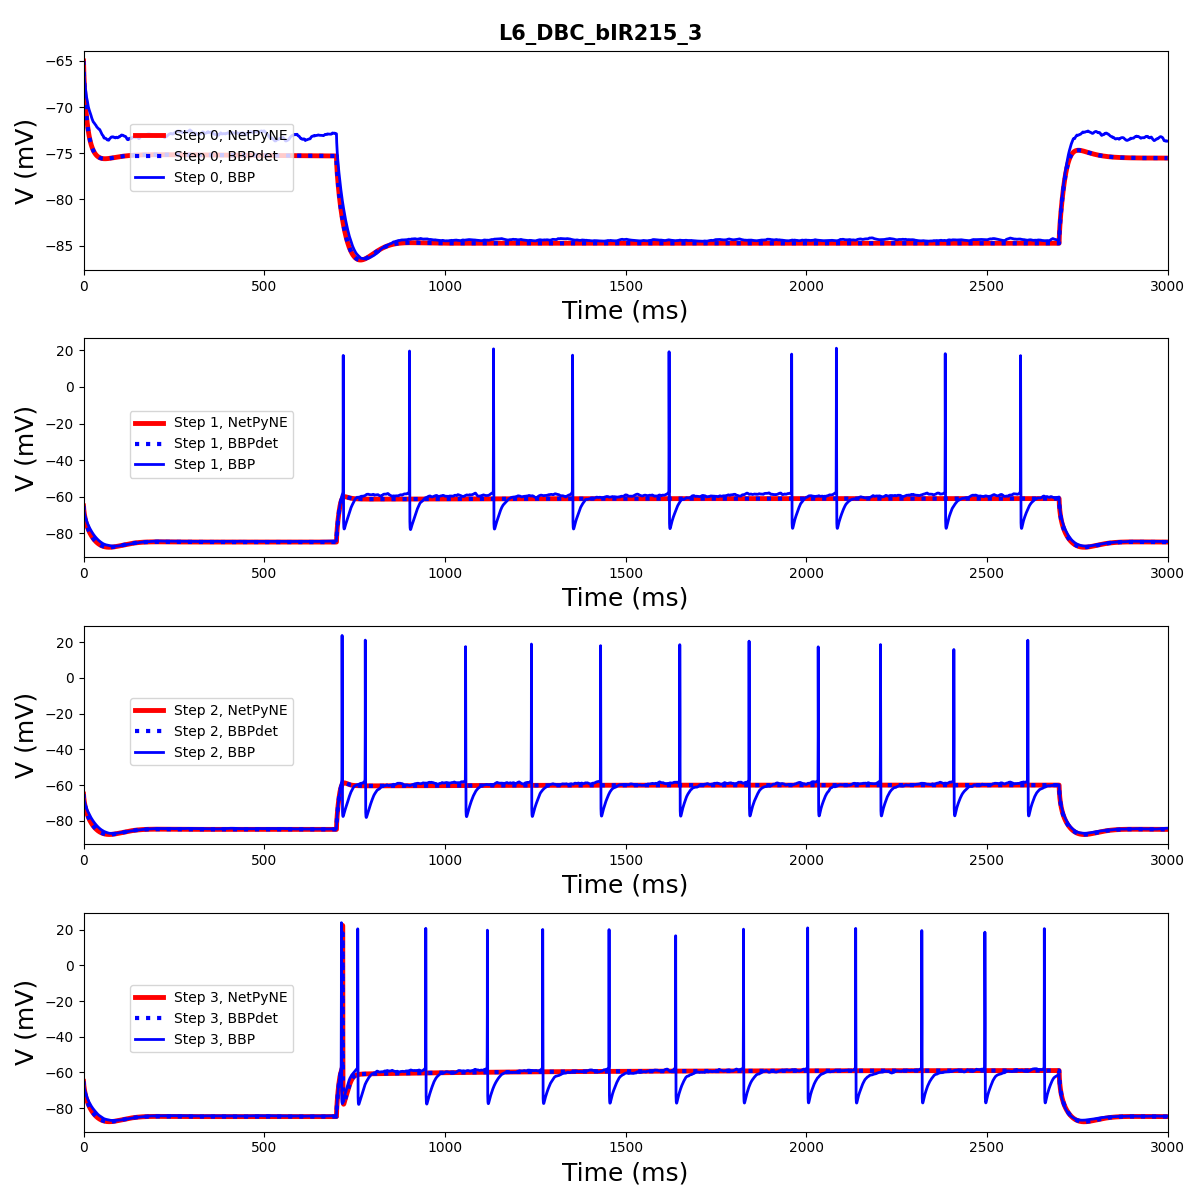 L6_DBC_bIR215_3
−65
−70
−75
−80
−85
V (mV)
Step 0, NetPyNE
Step 0, BBPdet
Step 0, BBP
0 500 1000 1500 2000 2500 3000
Time (ms)
20
0
−20
−40
−60
−80
V (mV)
Step 1, NetPyNE
Step 1, BBPdet
Step 1, BBP
0 500 1000 1500 2000 2500 3000
Time (ms)
20
0
−20
−40
−60
−80
V (mV)
Step 2, NetPyNE
Step 2, BBPdet
Step 2, BBP
0 500 1000 1500 2000 2500 3000
Time (ms)
20
0
−20
−40
−60
−80
V (mV)
Step 3, NetPyNE
Step 3, BBPdet
Step 3, BBP
0 500 1000 1500 2000 2500 3000
Time (ms)